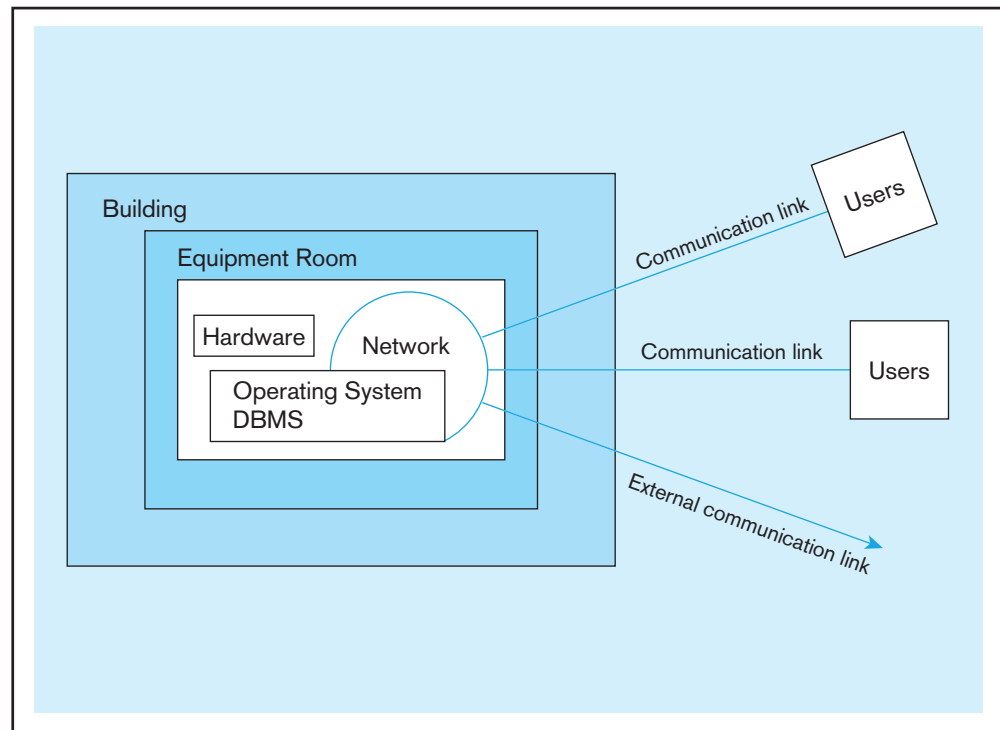 Building
Equipment Room
Hardware
Network
Operating System
DBMS
Communication link
Users
Communication link
Users
External communication link